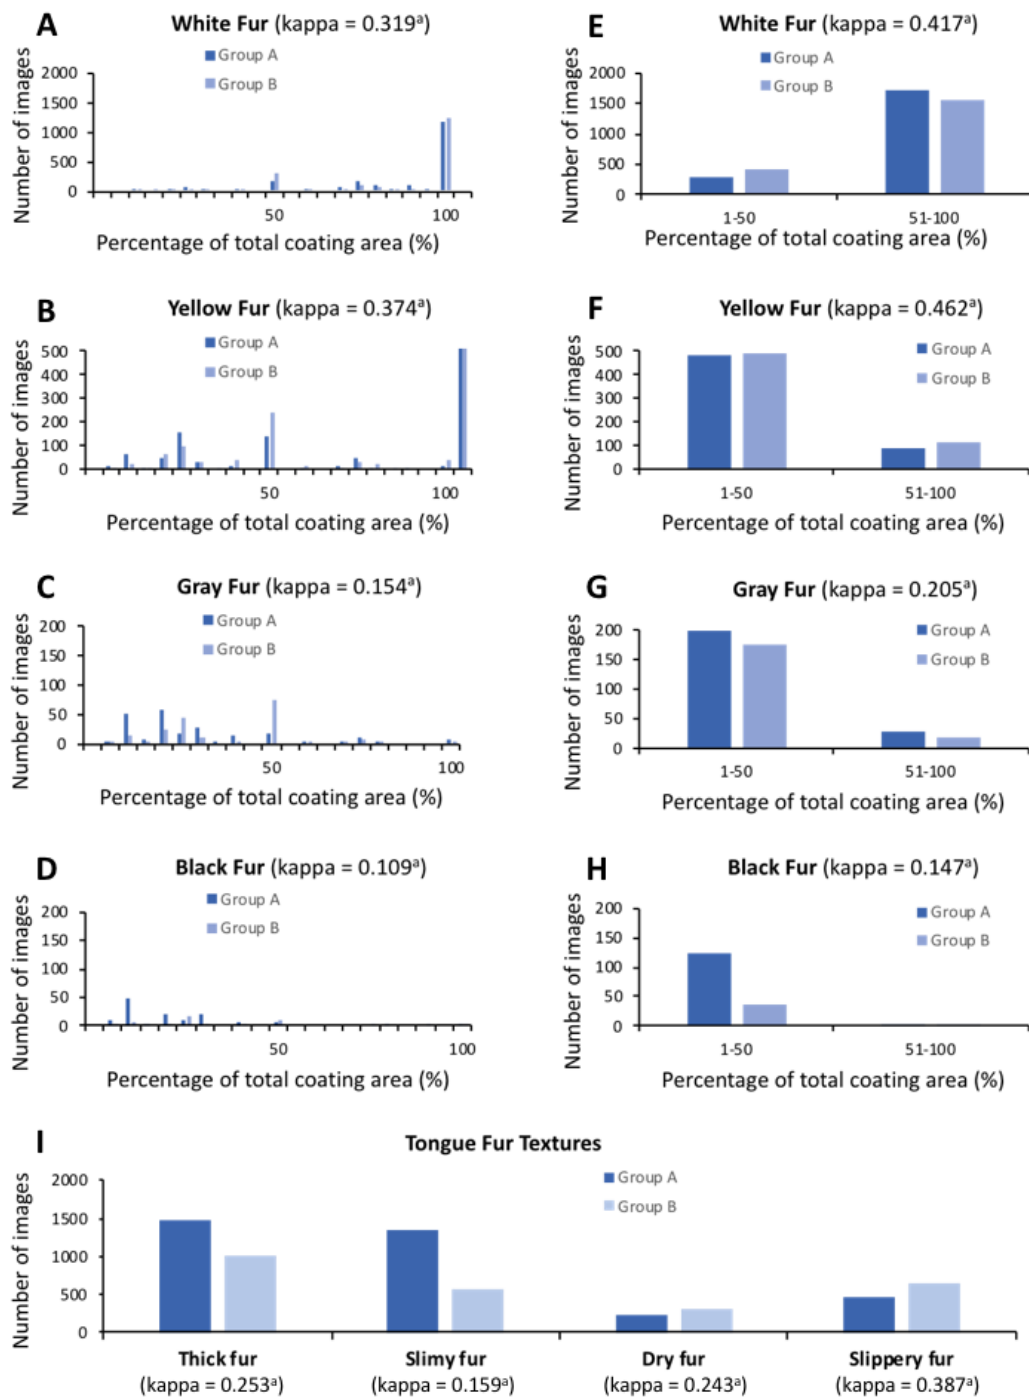 A
White Fur (kappa = 0.319ᵃ)
Group A
Group B
Number of images
2000
1500
1000
500
0
50
100
Percentage of total coating area (%)
E
White Fur (kappa = 0.417ᵃ)
Group A
Group B
Number of images
2000
1500
1000
500
0
1-50
51-100
Percentage of total coating area (%)
B
Yellow Fur (kappa = 0.374ᵃ)
Group A
Group B
Number of images
500
400
300
200
100
0
50
100
Percentage of total coating area (%)
F
Yellow Fur (kappa = 0.462ᵃ)
Group A
Group B
Number of images
500
400
300
200
100
0
1-50
51-100
Percentage of total coating area (%)
C
Gray Fur (kappa = 0.154ᵃ)
Group A
Group B
Number of images
200
150
100
50
0
50
100
Percentage of total coating area (%)
G
Gray Fur (kappa = 0.205ᵃ)
Group A
Group B
Number of images
200
150
100
50
0
1-50
51-100
Percentage of total coating area (%)
D
Black Fur (kappa = 0.109ᵃ)
Group A
Group B
Number of images
200
150
100
50
0
50
100
Percentage of total coating area (%)
H
Black Fur (kappa = 0.147ᵃ)
Group A
Group B
Number of images
200
150
100
50
0
1-50
51-100
Percentage of total coating area (%)
I
Tongue Fur Textures
Group A
Group B
Number of images
2000
1500
1000
500
0
Thick fur
(kappa = 0.253ᵃ)
Slimy fur
(kappa = 0.159ᵃ)
Dry fur
(kappa = 0.243ᵃ)
Slippery fur
(kappa = 0.387ᵃ)